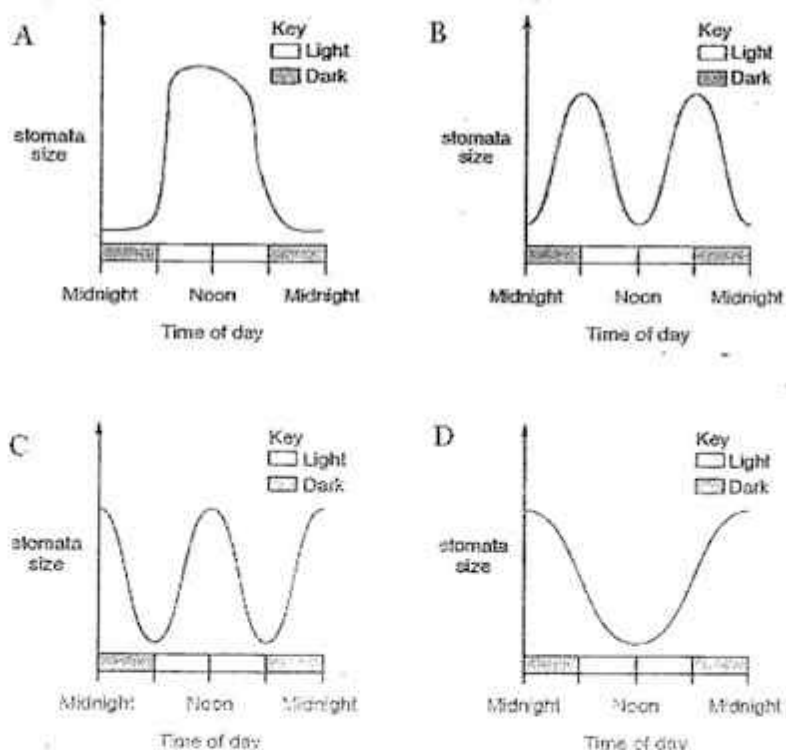 A
Key
Light
Dark
stomata
size
Midnight
Noon
Midnight
Time of day
B
Key
Light
Dark
stomata
size
Midnight
Noon
Midnight
Time of day
C
Key
Light
Dark
stomata
size
Midnight
Noon
Midnight
Time of day
D
Key
Light
Dark
stomata
size
Midnight
Noon
Midnight
Time of day